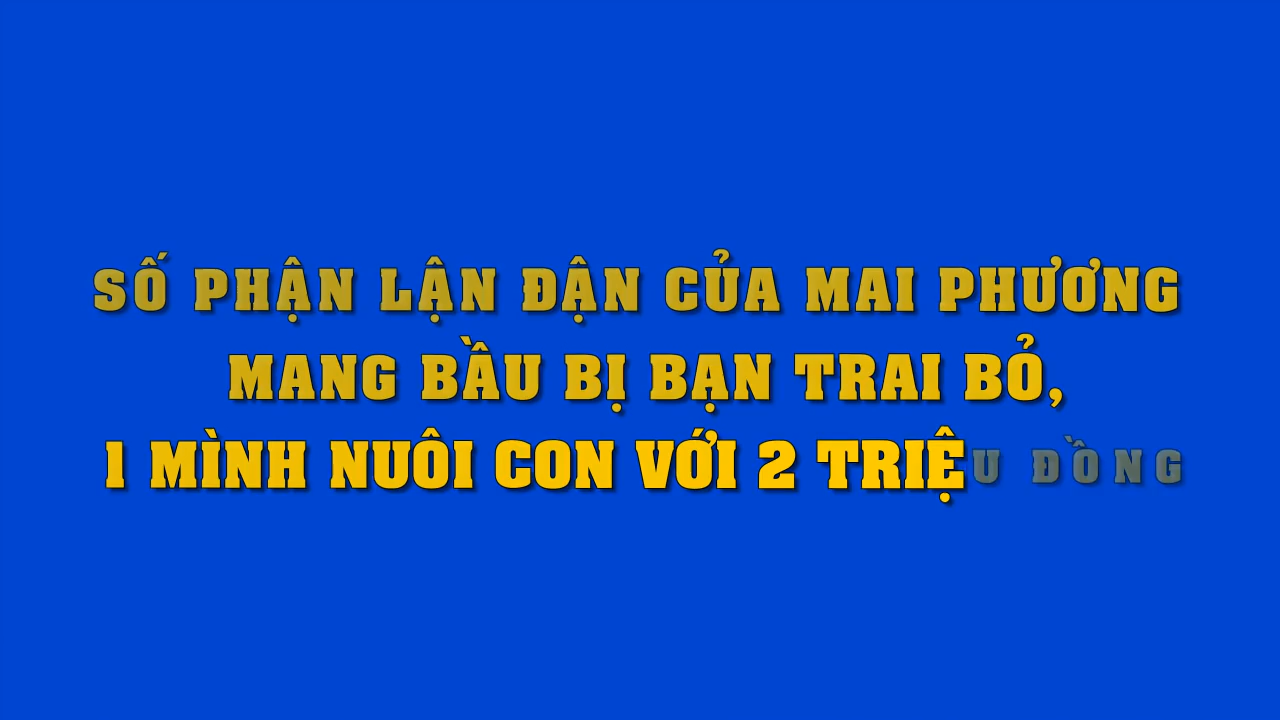 SỐ PHẬN LẬN ĐẬN CỦA MAI PHƯƠNG
MANG BẦU BỊ BẠN TRAI BỎ,
1 MÌNH NUÔI CON VỚI 2 TRIỆU ĐỒNG